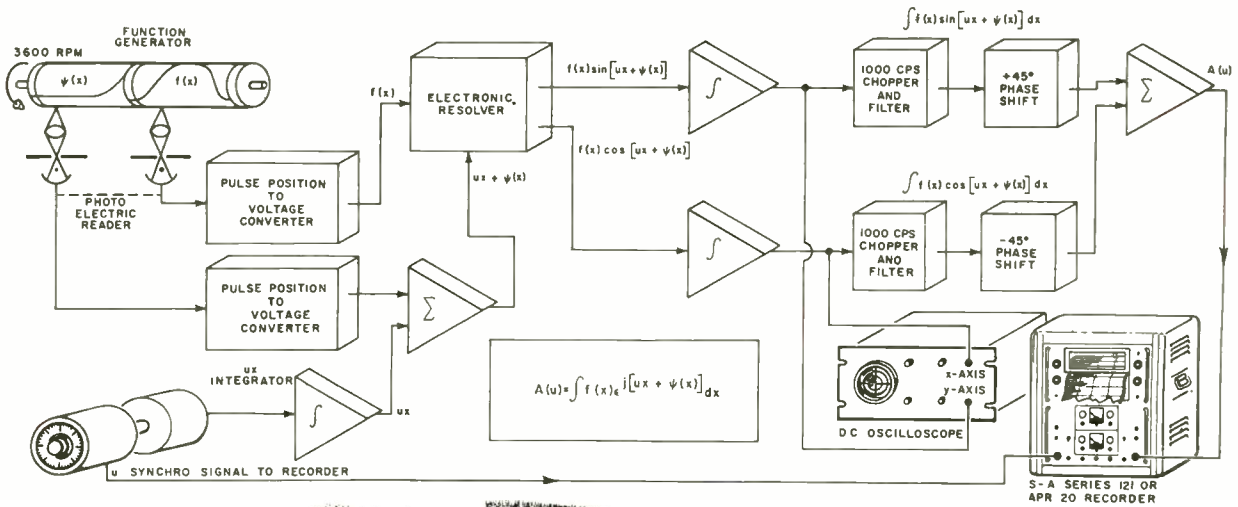 FUNCTION
GENERATOR
3600 RPM
ψ(x)
f(x)
PHOTO
ELECTRIC
READER
PULSE POSITION
TO
VOLTAGE
CONVERTER
f(x)
PULSE POSITION
TO
VOLTAGE
CONVERTER
∑
ux
INTEGRATOR
∫
ux
u SYNCHRO SIGNAL TO RECORDER
ELECTRONIC
RESOLVER
ux + ψ(x)
f(x)sin[ux+ψ(x)]
f(x)cos[ux + ψ(x)]
∫
∫
∫f(x)sin[ux + ψ(x)]dx
1000 CPS
CHOPPER
AND
FILTER
+45°
PHASE
SHIFT
∑
A(u)
∫f(x)cos[ux + ψ(x)]dx
1000 CPS
CHOPPER
AND
FILTER
-45°
PHASE
SHIFT
A(u)=∫f(x)ϵ j[ux + ψ(x)]dx
x-AXIS
y-AXIS
DC OSCILLOSCOPE
S-A SERIES 121 OR
APR 20 RECORDER